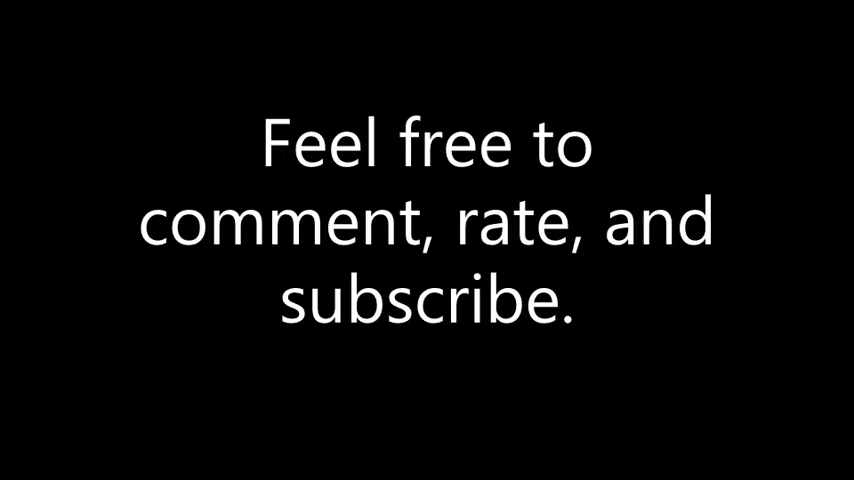 Feel free to
comment, rate, and
subscribe.